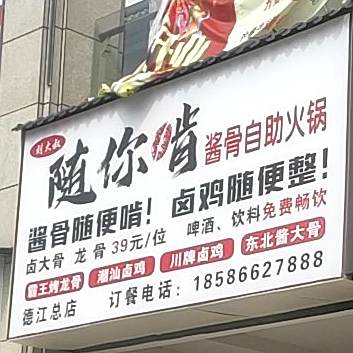 刘大叔
随你啃 酱骨自助火锅
酱骨随便啃！ 卤鸡随便整！
卤大骨 龙骨 39元/位 啤酒、饮料免费畅饮
霸王烤龙骨 潮汕卤鸡 川牌卤鸡 东北酱大骨
德江总店 订餐电话：18586627888